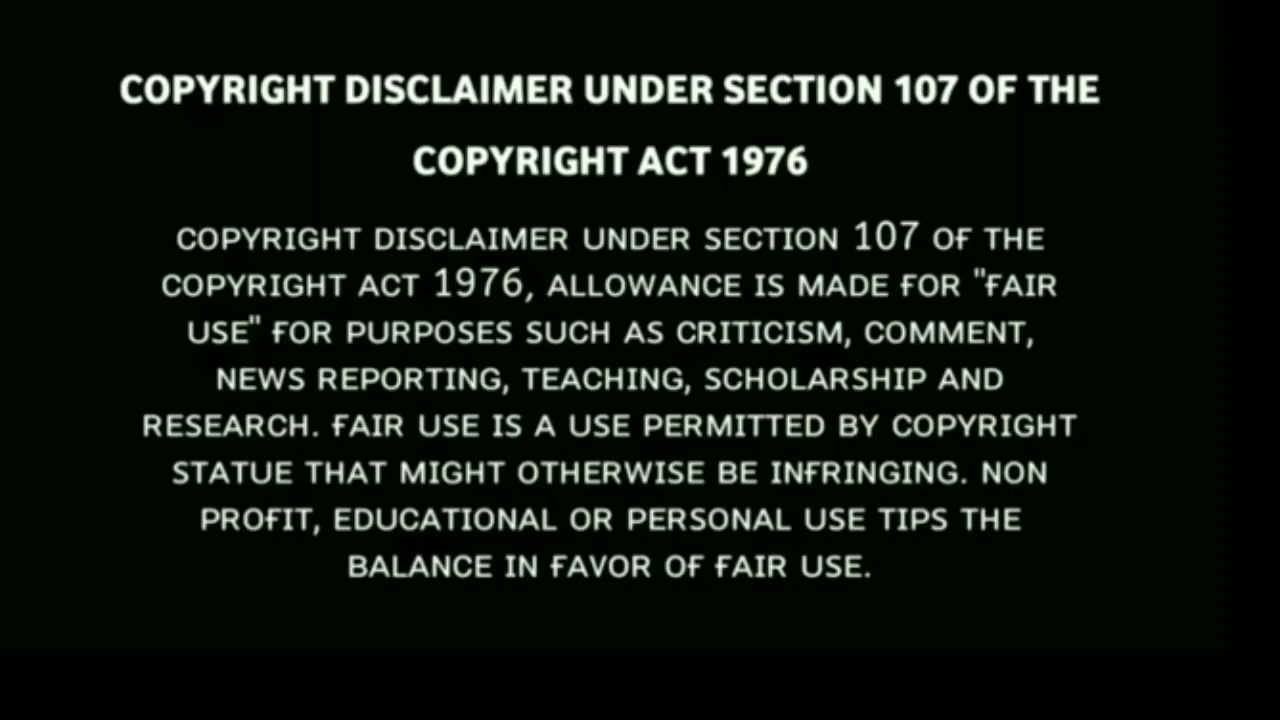 COPYRIGHT DISCLAIMER UNDER SECTION 107 OF THE
COPYRIGHT ACT 1976
COPYRIGHT DISCLAIMER UNDER SECTION 107 OF THE
COPYRIGHT ACT 1976, ALLOWANCE IS MADE FOR "FAIR
USE" FOR PURPOSES SUCH AS CRITICISM, COMMENT,
NEWS REPORTING, TEACHING, SCHOLARSHIP AND
RESEARCH. FAIR USE IS A USE PERMITTED BY COPYRIGHT
STATUE THAT MIGHT OTHERWISE BE INFRINGING. NON
PROFIT, EDUCATIONAL OR PERSONAL USE TIPS THE
BALANCE IN FAVOR OF FAIR USE.